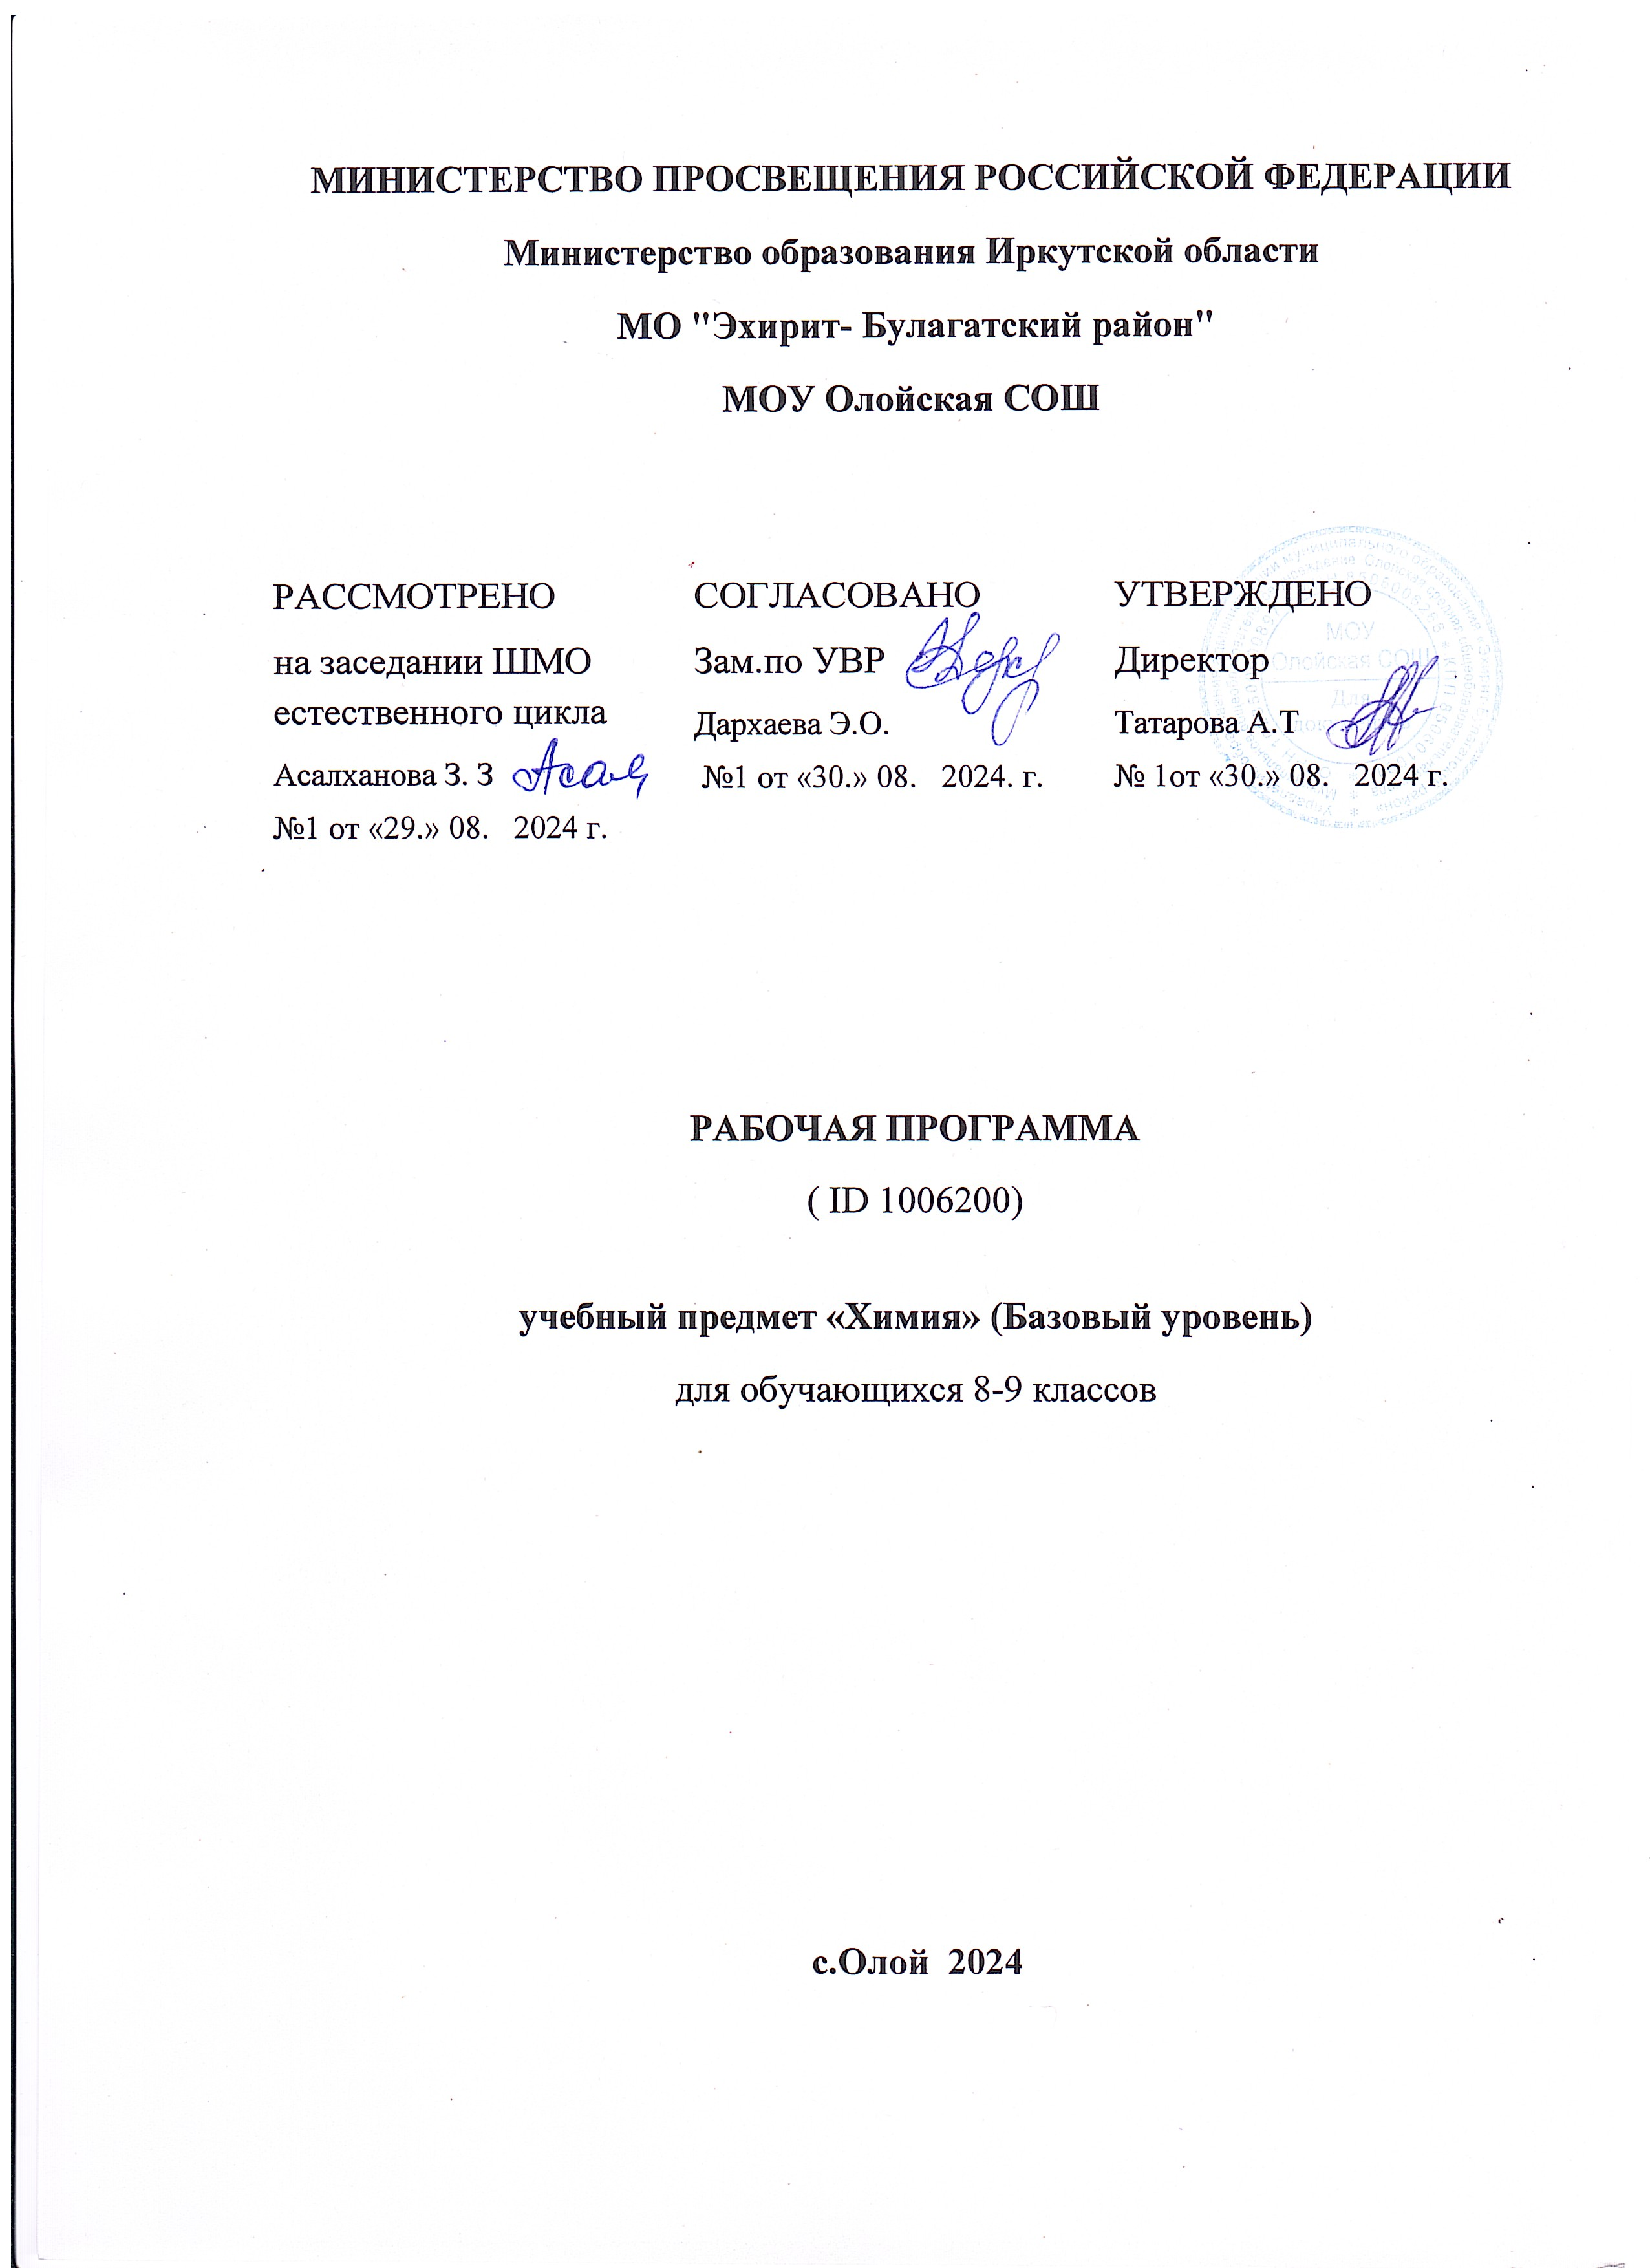 МИНИСТЕРСТВО ПРОСВЕЩЕНИЯ РОССИЙСКОЙ ФЕДЕРАЦИИ
Министерство образования Иркутской области
МО "Эхирит- Булагатский район"
МОУ Олойская СОШ
РАССМОТРЕНО
на заседании ШМО
естественного цикла
Асалханова З. З
№1 от «29.» 08. 2024 г.
СОГЛАСОВАНО
Зам.по УВР
Дархаева Э.О.
№1 от «30.» 08. 2024. г.
УТВЕРЖДЕНО
Директор
Татарова А.Т
№ 1от «30.» 08. 2024 г.
МОУ
Олойская СОШ
РАБОЧАЯ ПРОГРАММА
( ID 1006200)
учебный предмет «Химия» (Базовый уровень)
для обучающихся 8-9 классов
с.Олой 2024